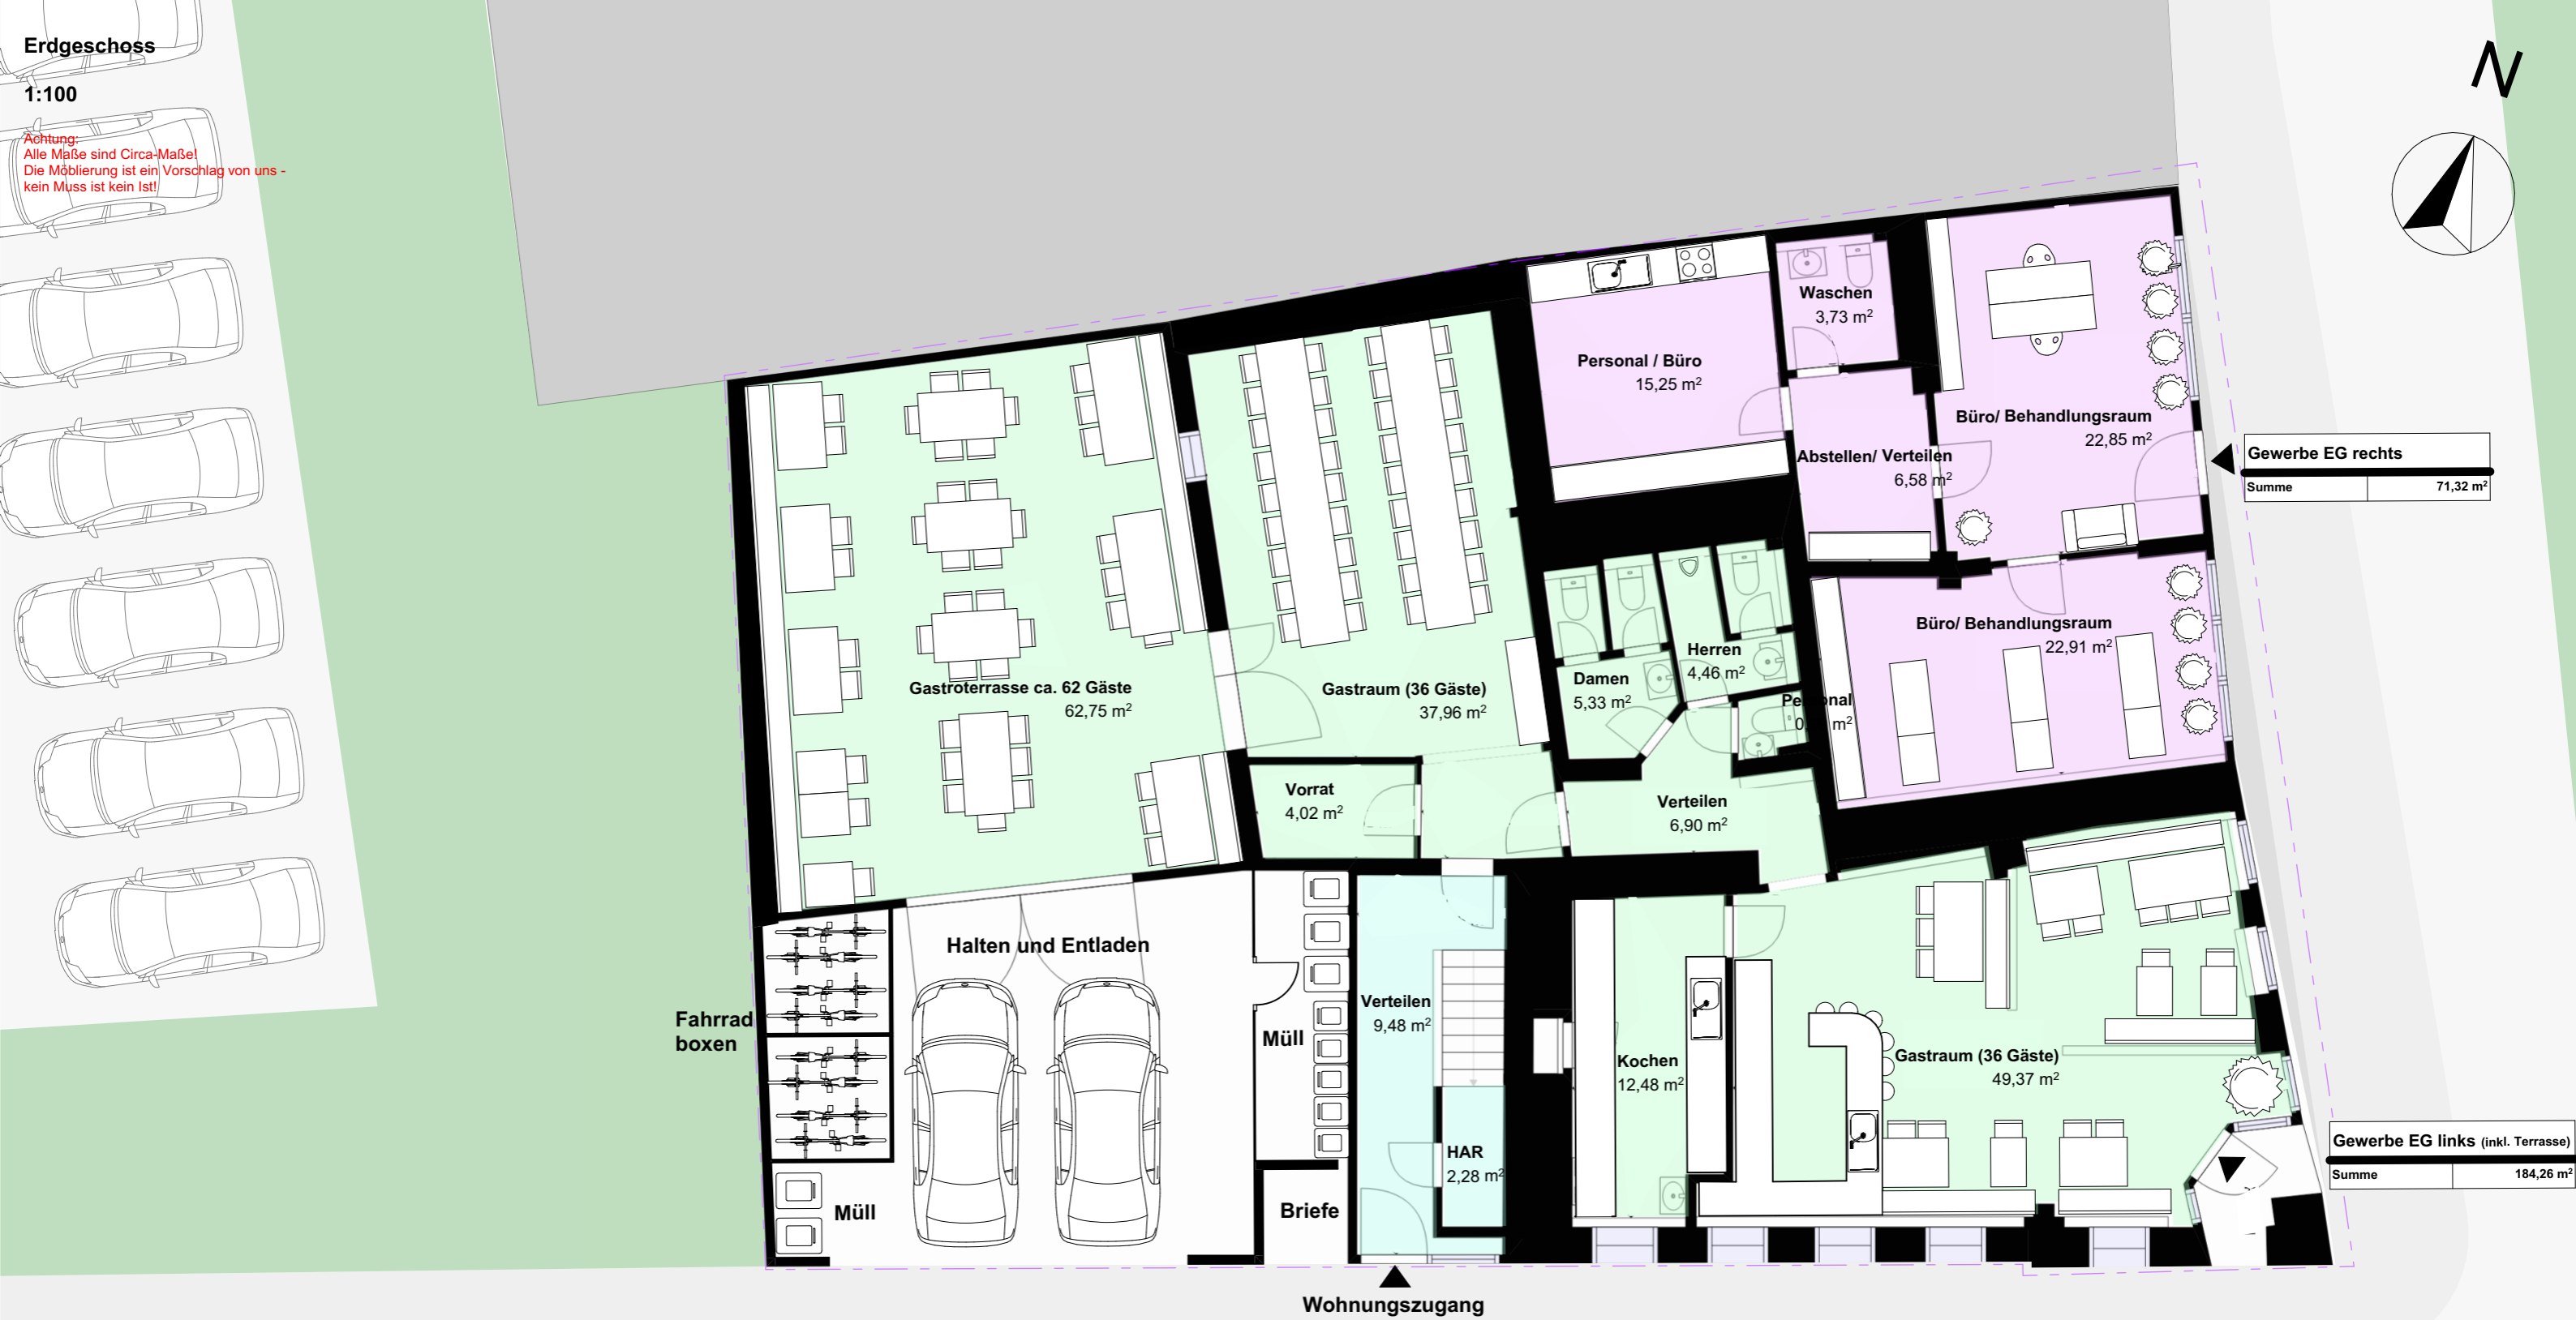 Erdgeschoss
1:100
Achtung:
Alle Maße sind Circa-Maße!
Die Möblierung ist ein Vorschlag von uns -
kein Muss ist kein Ist!
N
Waschen
3,73 m²
Personal / Büro
15,25 m²
Büro/ Behandlungsraum
22,85 m²
Abstellen/ Verteilen
6,58 m²
Gewerbe EG rechts
Summe 71,32 m²
Büro/ Behandlungsraum
22,91 m²
Herren
4,46 m²
Damen
5,33 m²
Gastroterrasse ca. 62 Gäste
62,75 m²
Gastraum (36 Gäste)
37,96 m²
Vorrat
4,02 m²
Verteilen
6,90 m²
Halten und Entladen
Fahrrad
boxen
Müll
Verteilen
9,48 m²
Kochen
12,48 m²
Gastraum (36 Gäste)
49,37 m²
HAR
2,28 m²
Gewerbe EG links (inkl. Terrasse)
Summe 184,26 m²
Müll
Briefe
Wohnungszugang